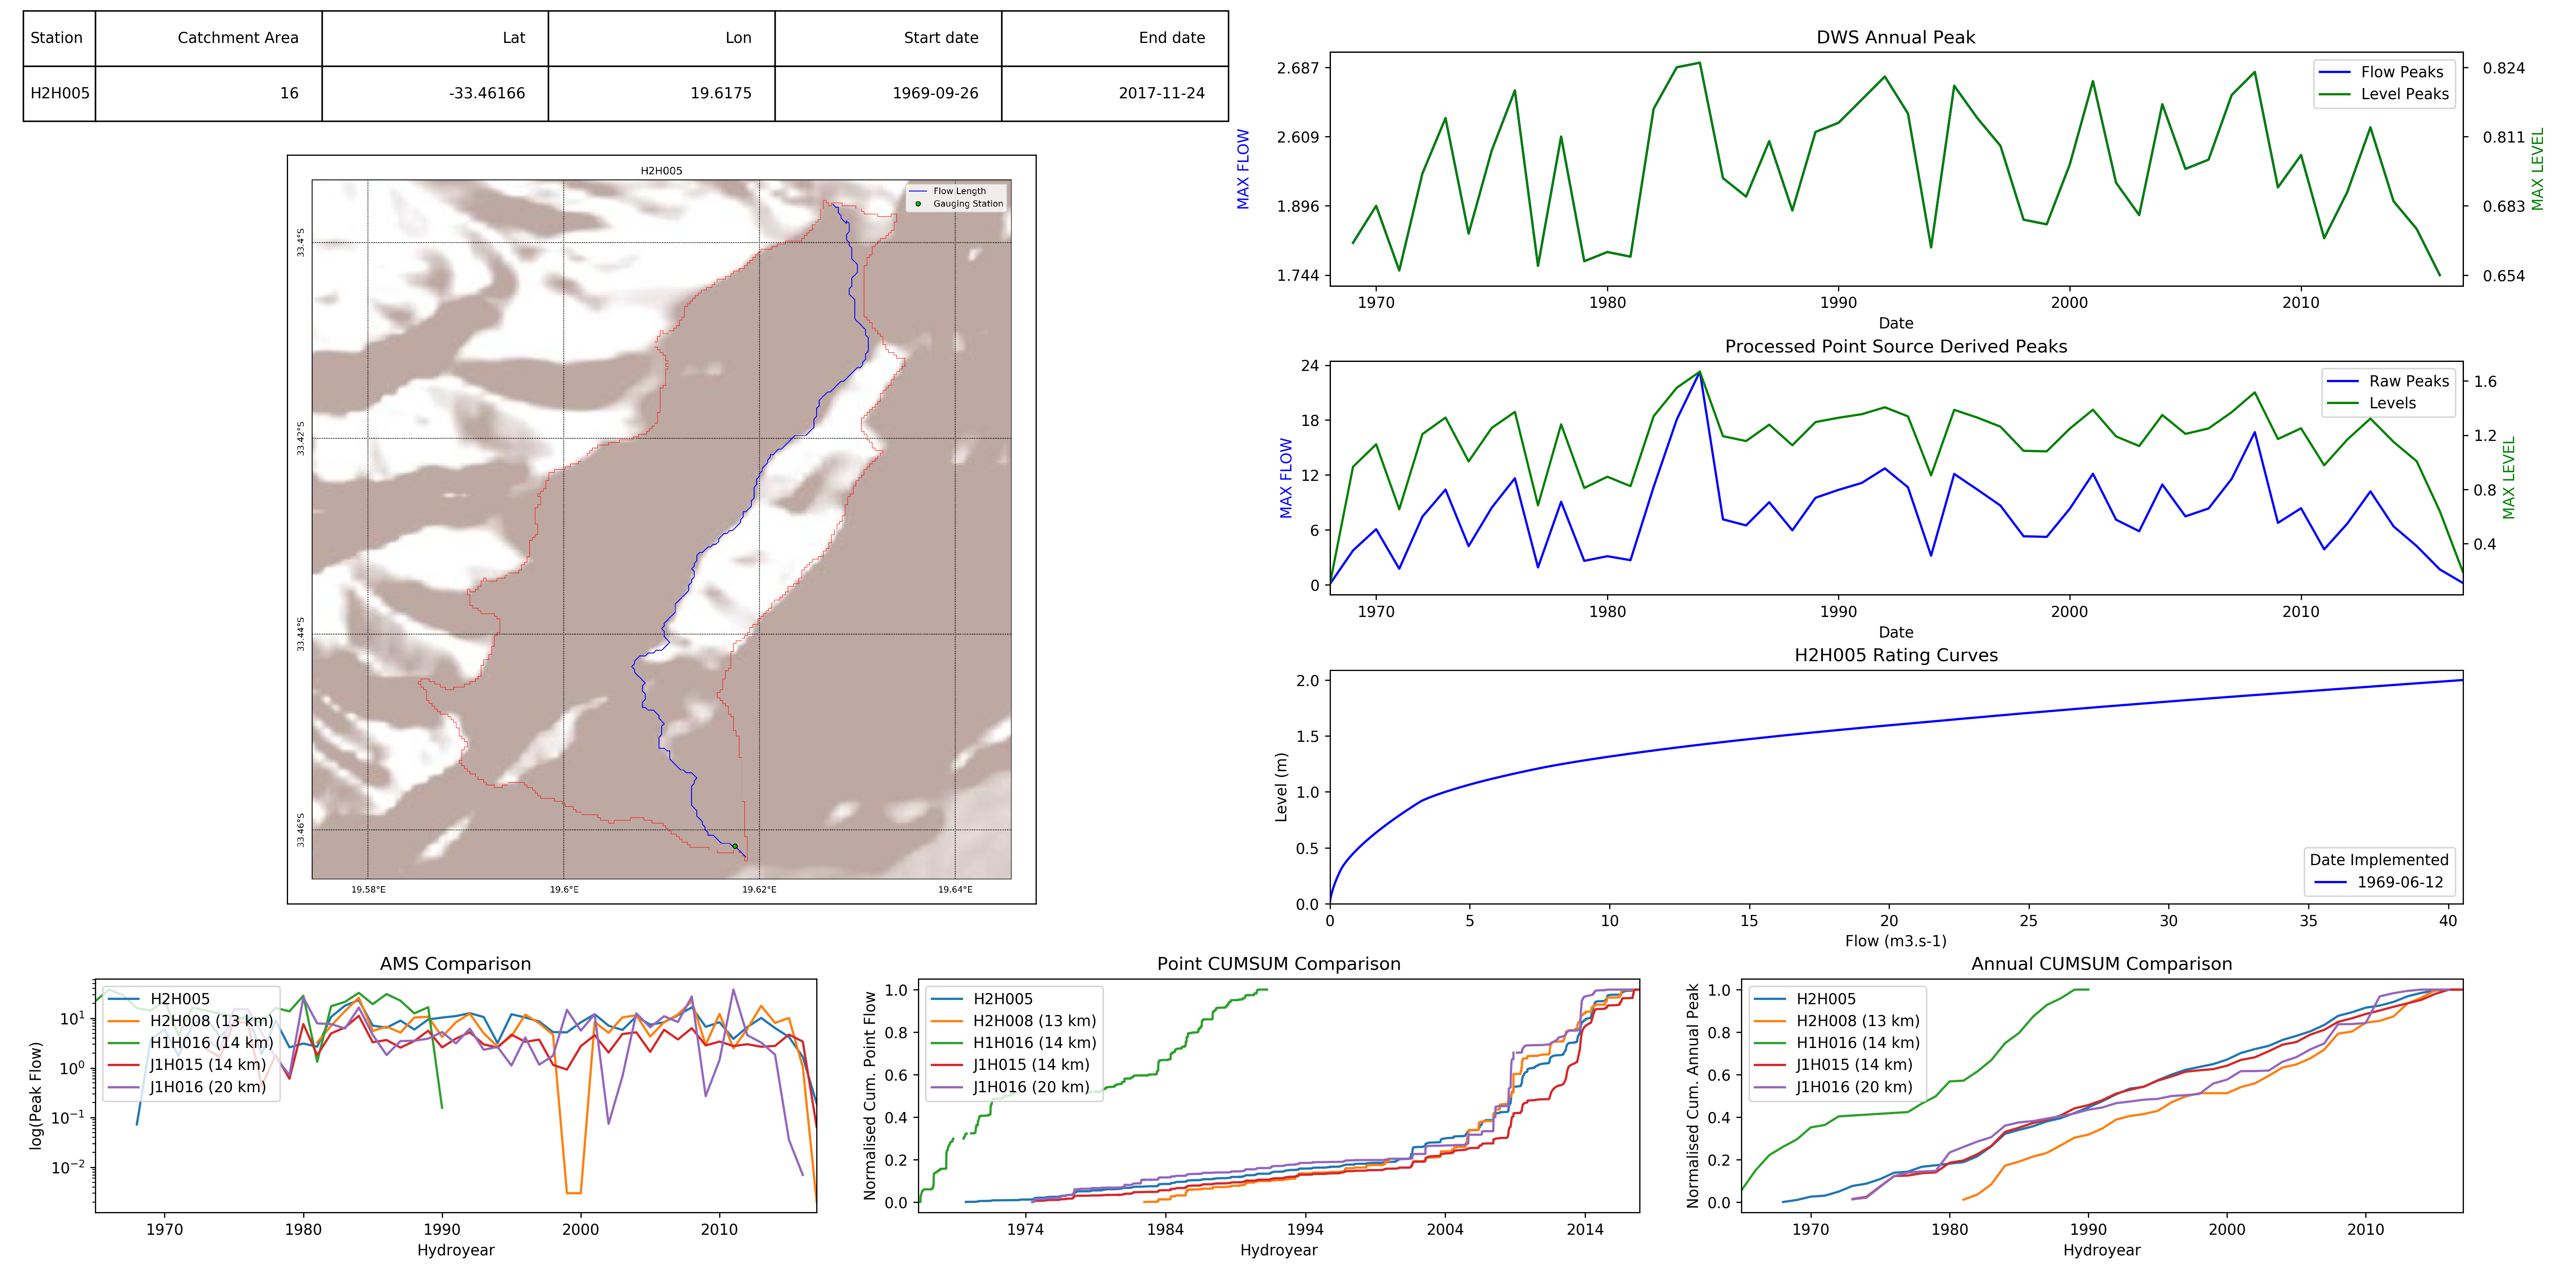 Station Catchment Area Lat Lon Start date End date
H2H005 16 -33.46166 19.6175 1969-09-26 2017-11-24
H2H005
Flow Length
Gauging Station
33.4°S
33.42°S
33.44°S
33.46°S
19.58°E 19.6°E 19.62°E 19.64°E
DWS Annual Peak
Flow Peaks
Level Peaks
MAX FLOW
2.687
2.609
1.896
1.744
0.824
0.811
0.683
0.654
MAX LEVEL
1970 1980 1990 2000 2010
Date
Processed Point Source Derived Peaks
Raw Peaks
Levels
MAX FLOW
24
18
12
6
0
1.6
1.2
0.8
0.4
MAX LEVEL
1970 1980 1990 2000 2010
Date
H2H005 Rating Curves
Level (m)
2.0
1.5
1.0
0.5
0.0
Date Implemented
1969-06-12
0 5 10 15 20 25 30 35 40
Flow (m3.s-1)
AMS Comparison
log(Peak Flow)
10¹
10⁰
10⁻¹
10⁻²
H2H005
H2H008 (13 km)
H1H016 (14 km)
J1H015 (14 km)
J1H016 (20 km)
1970 1980 1990 2000 2010
Hydroyear
Point CUMSUM Comparison
Normalised Cum. Point Flow
1.0
0.8
0.6
0.4
0.2
0.0
H2H005
H2H008 (13 km)
H1H016 (14 km)
J1H015 (14 km)
J1H016 (20 km)
1974 1984 1994 2004 2014
Hydroyear
Annual CUMSUM Comparison
Normalised Cum. Annual Peak
1.0
0.8
0.6
0.4
0.2
0.0
H2H005
H2H008 (13 km)
H1H016 (14 km)
J1H015 (14 km)
J1H016 (20 km)
1970 1980 1990 2000 2010
Hydroyear